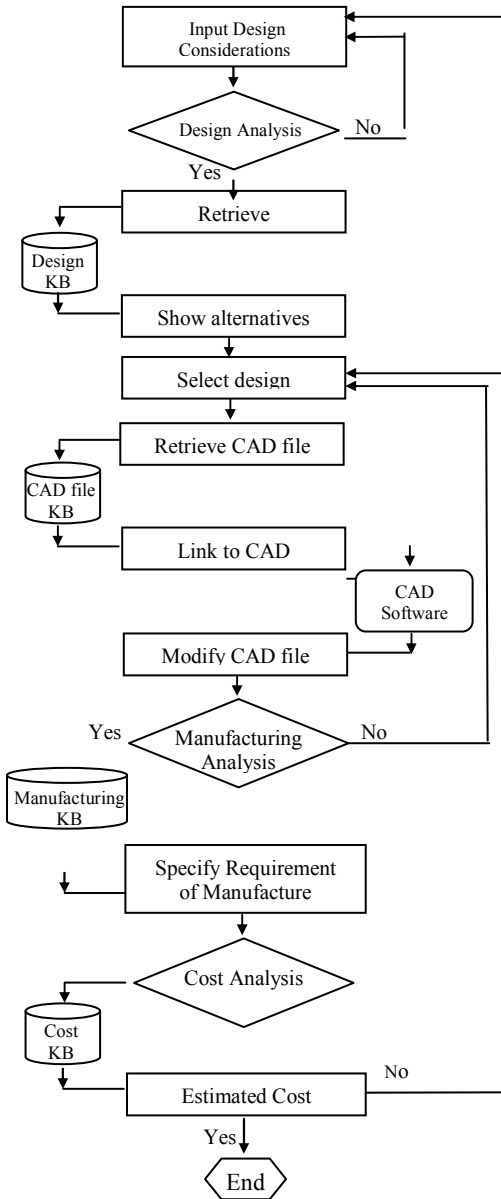 Input Design
Considerations
Design Analysis
No
Yes
Retrieve
Design
KB
Show alternatives
Select design
Retrieve CAD file
CAD file
KB
Link to CAD
CAD
Software
Modify CAD file
Yes
No
Manufacturing
Analysis
Manufacturing
KB
Specify Requirement
of Manufacture
Cost Analysis
Cost
KB
No
Estimated Cost
Yes
End